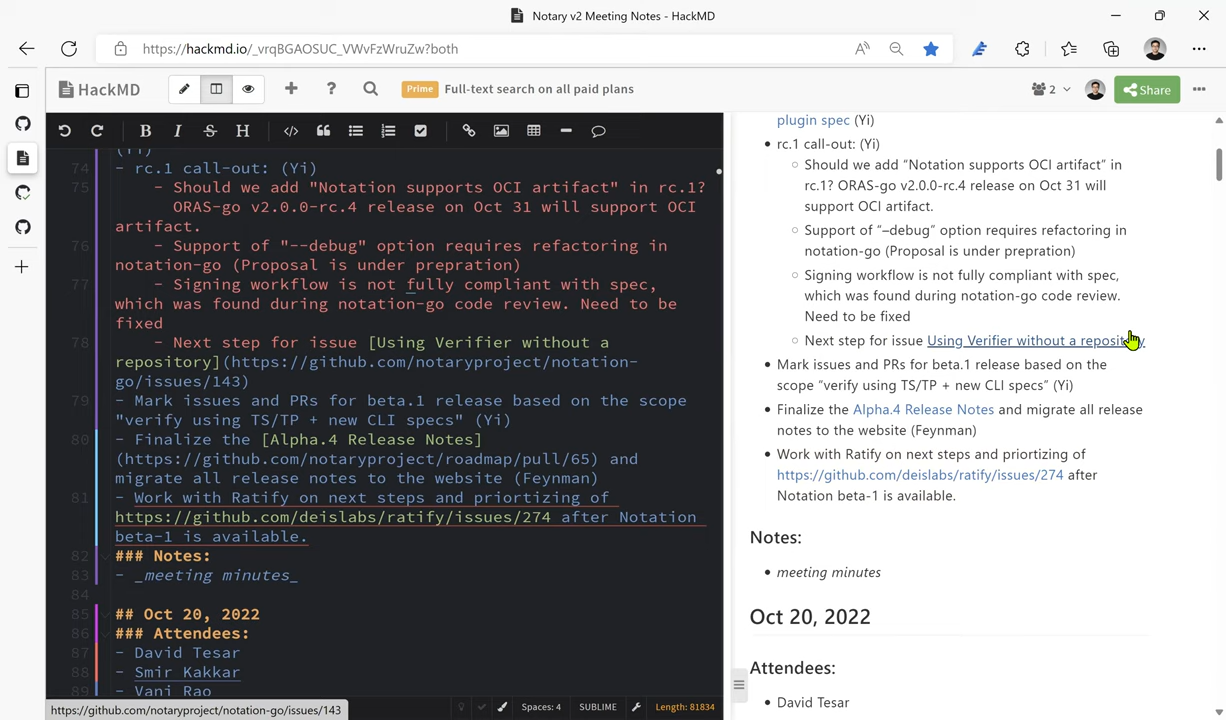 Notary v2 Meeting Notes - HackMD
https://hackmd.io/_vrqBGAOSUC_VWvFzWruZw?both
HackMD
Prime Full-text search on all paid plans
2
Share
- rc.1 call-out: (Yi)
- Should we add "Notation supports OCI artifact" in rc.1?
ORAS-go v2.0.0-rc.4 release on Oct 31 will support OCI
artifact.
- Support of "--debug" option requires refactoring in
notation-go (Proposal is under prepration)
- Signing workflow is not fully compliant with spec,
which was found during notation-go code review. Need to be
fixed
- Next step for issue [Using Verifier without a
repository](https://github.com/notaryproject/notation-
go/issues/143)
- Mark issues and PRs for beta.1 release based on the scope
"verify using TS/TP + new CLI specs" (Yi)
- Finalize the [Alpha.4 Release Notes]
(https://github.com/notaryproject/roadmap/pull/65) and
migrate all release notes to the website (Feynman)
- Work with Ratify on next steps and priortizing of
https://github.com/deislabs/ratify/issues/274 after Notation
beta-1 is available.
### Notes:
- _meeting minutes_
## Oct 20, 2022
### Attendees:
- David Tesar
- Smir Kakkar
- Vani Rao
74
75
76
77
78
79
80
81
82
83
84
85
86
87
88
89
https://github.com/notaryproject/notation-go/issues/143
Spaces: 4
SUBLIME
Length: 81834
plugin spec (Yi)
rc.1 call-out: (Yi)
Should we add “Notation supports OCI artifact” in
rc.1? ORAS-go v2.0.0-rc.4 release on Oct 31 will
support OCI artifact.
Support of “–debug” option requires refactoring in
notation-go (Proposal is under prepration)
Signing workflow is not fully compliant with spec,
which was found during notation-go code review.
Need to be fixed
Next step for issue Using Verifier without a repository
Mark issues and PRs for beta.1 release based on the
scope “verify using TS/TP + new CLI specs” (Yi)
Finalize the Alpha.4 Release Notes and migrate all release
notes to the website (Feynman)
Work with Ratify on next steps and priortizing of
https://github.com/deislabs/ratify/issues/274 after
Notation beta-1 is available.
Notes:
meeting minutes
Oct 20, 2022
Attendees:
David Tesar